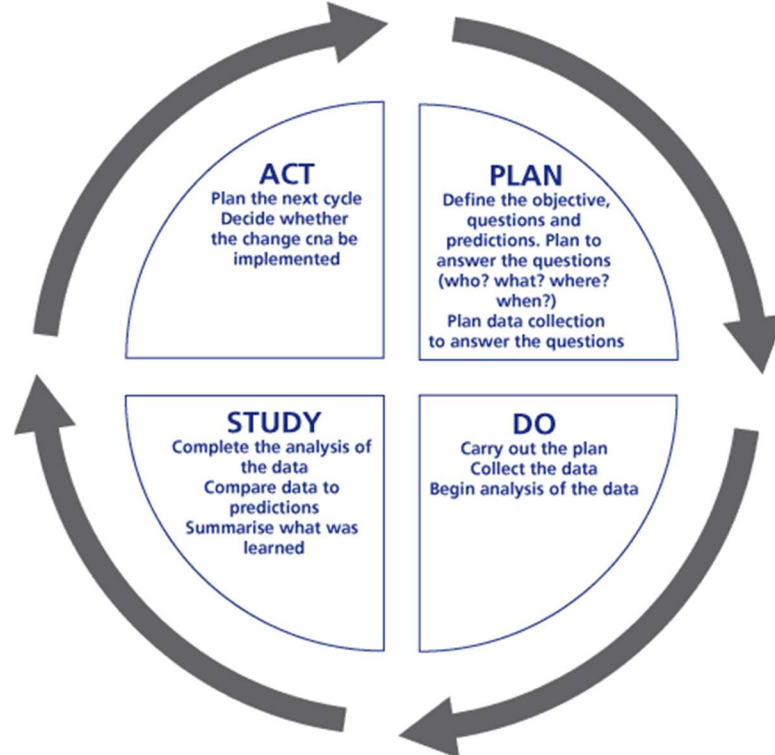 ACT
Plan the next cycle
Decide whether
the change cna be
implemented
PLAN
Define the objective,
questions and
predictions. Plan to
answer the questions
(who? what? where?
when?)
Plan data collection
to answer the questions
STUDY
Complete the analysis of
the data
Compare data to
predictions
Summarise what was
learned
DO
Carry out the plan
Collect the data
Begin analysis of the data